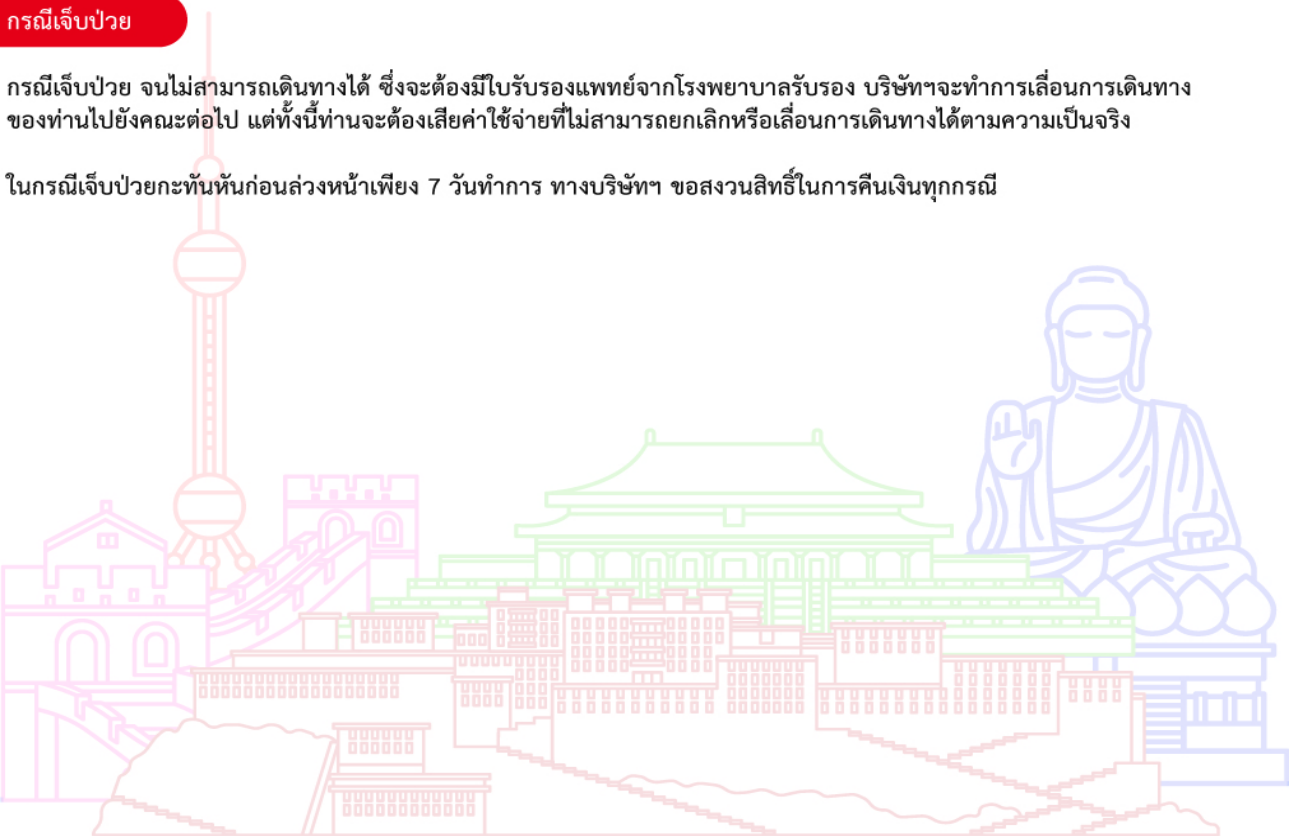 กรณีเจ็บป่วย
กรณีเจ็บป่วย จนไม่สามารถเดินทางได้ ซึ่งจะต้องมีใบรับรองแพทย์จากโรงพยาบาลรับรอง บริษัทฯจะทำการเลื่อนการเดินทาง
ของท่านไปยังคณะต่อไป แต่ทั้งนี้ท่านจะต้องเสียค่าใช้จ่ายที่ไม่สามารถยกเลิกหรือเลื่อนการเดินทางได้ตามความเป็นจริง
ในกรณีเจ็บป่วยกะทันหันก่อนล่วงหน้าเพียง 7 วันทำการ ทางบริษัทฯ ขอสงวนสิทธิ์ในการคืนเงินทุกกรณี